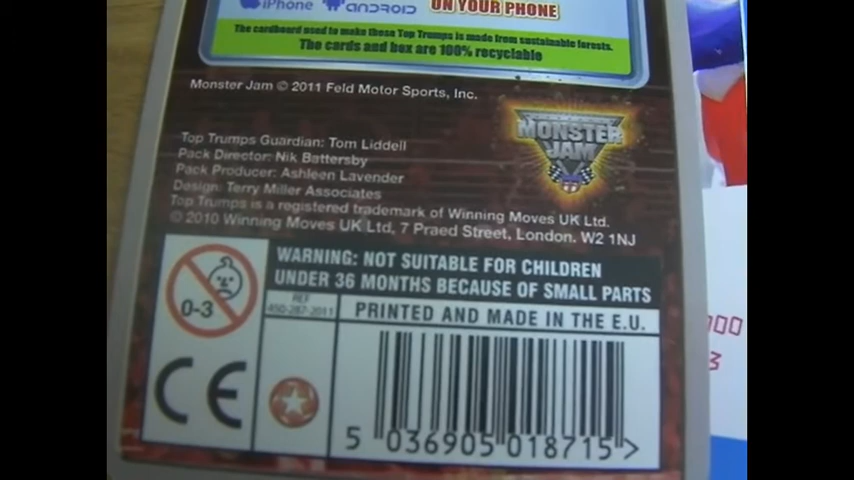 iPhone ANDROID ON YOUR PHONE
The cardboard used to make these Top Trumps is made from sustainable forests.
The cards and box are 100% recyclable
Monster Jam © 2011 Feld Motor Sports, Inc.
MONSTER
JAM
Top Trumps Guardian: Tom Liddell
Pack Director: Nik Battersby
Pack Producer: Ashleen Lavender
Design: Terry Miller Associates
Top Trumps is a registered trademark of Winning Moves UK Ltd.
© 2010 Winning Moves UK Ltd, 7 Praed Street, London. W2 1NJ
WARNING: NOT SUITABLE FOR CHILDREN
UNDER 36 MONTHS BECAUSE OF SMALL PARTS
0-3
REF
450-287-2011
PRINTED AND MADE IN THE E.U.
CE
5 036905 018715 >
000
3